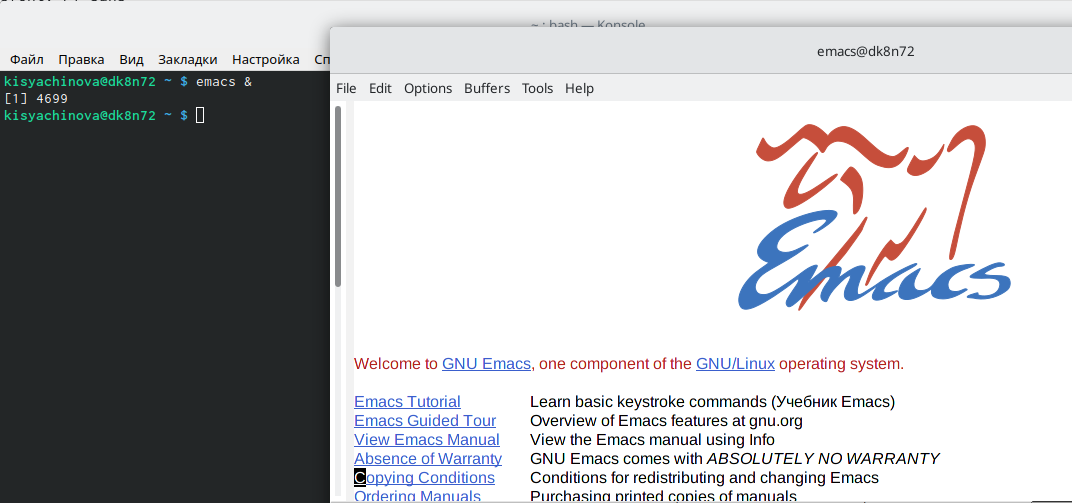 ~ : bash — Konsole
Файл Правка Вид Закладки Настройка Сп
kisyachinova@dk8n72 ~ $ emacs &
[1] 4699
kisyachinova@dk8n72 ~ $
emacs@dk8n72
File Edit Options Buffers Tools Help
Emacs
Welcome to GNU Emacs, one component of the GNU/Linux operating system.
Emacs Tutorial Learn basic keystroke commands (Учебник Emacs)
Emacs Guided Tour Overview of Emacs features at gnu.org
View Emacs Manual View the Emacs manual using Info
Absence of Warranty GNU Emacs comes with ABSOLUTELY NO WARRANTY
Copying Conditions Conditions for redistributing and changing Emacs
Ordering Manuals Purchasing printed copies of manuals